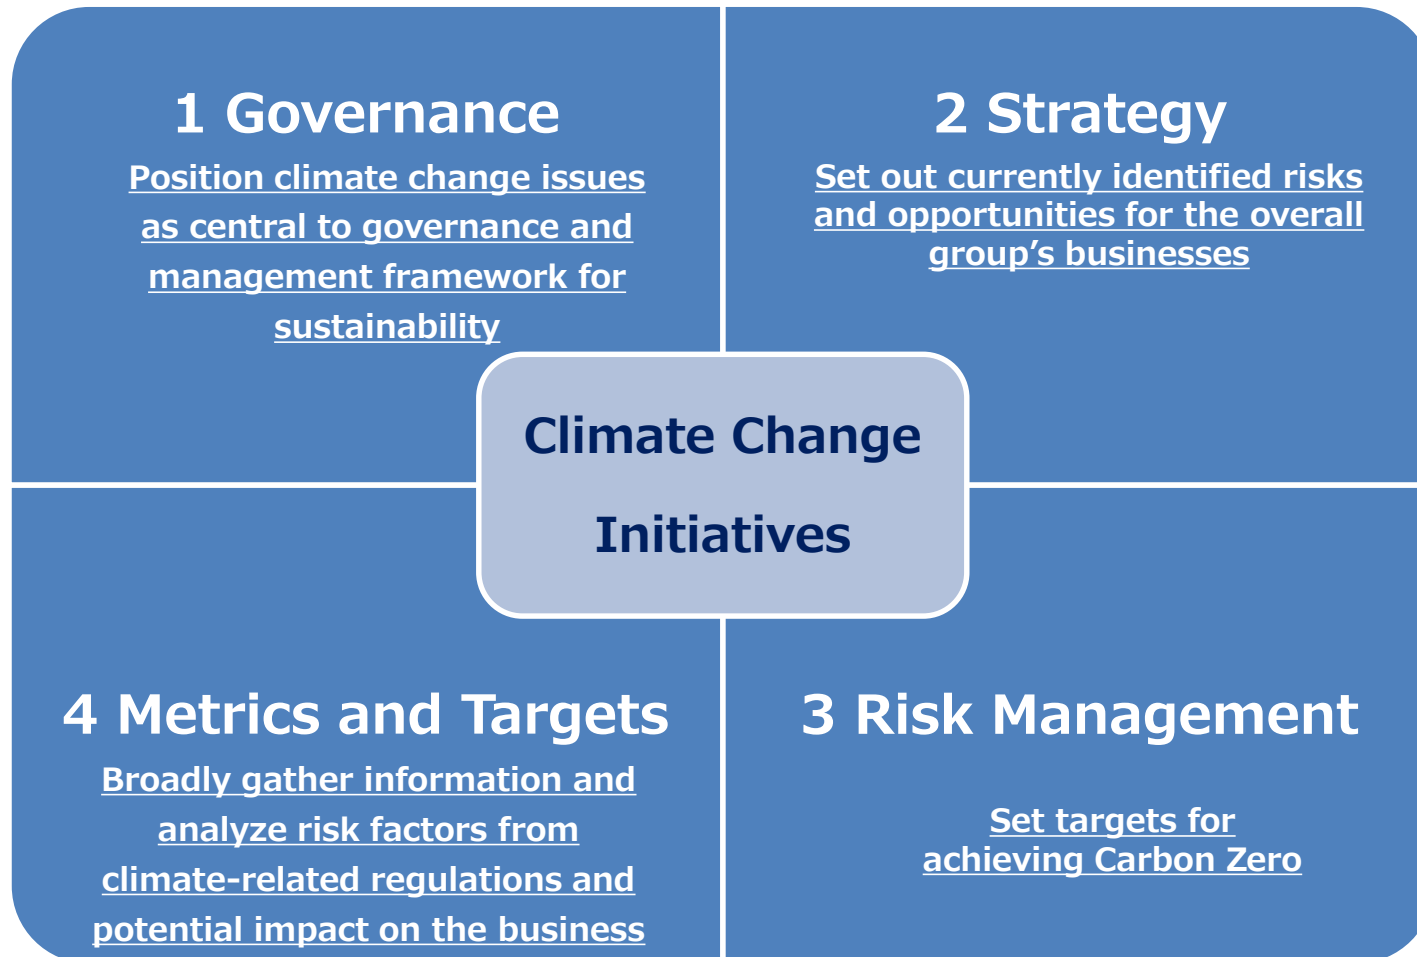 1 Governance
Position climate change issues
as central to governance and
management framework for
sustainability
2 Strategy
Set out currently identified risks
and opportunities for the overall
group’s businesses
Climate Change
Initiatives
4 Metrics and Targets
Broadly gather information and
analyze risk factors from
climate-related regulations and
potential impact on the business
3 Risk Management
Set targets for
achieving Carbon Zero